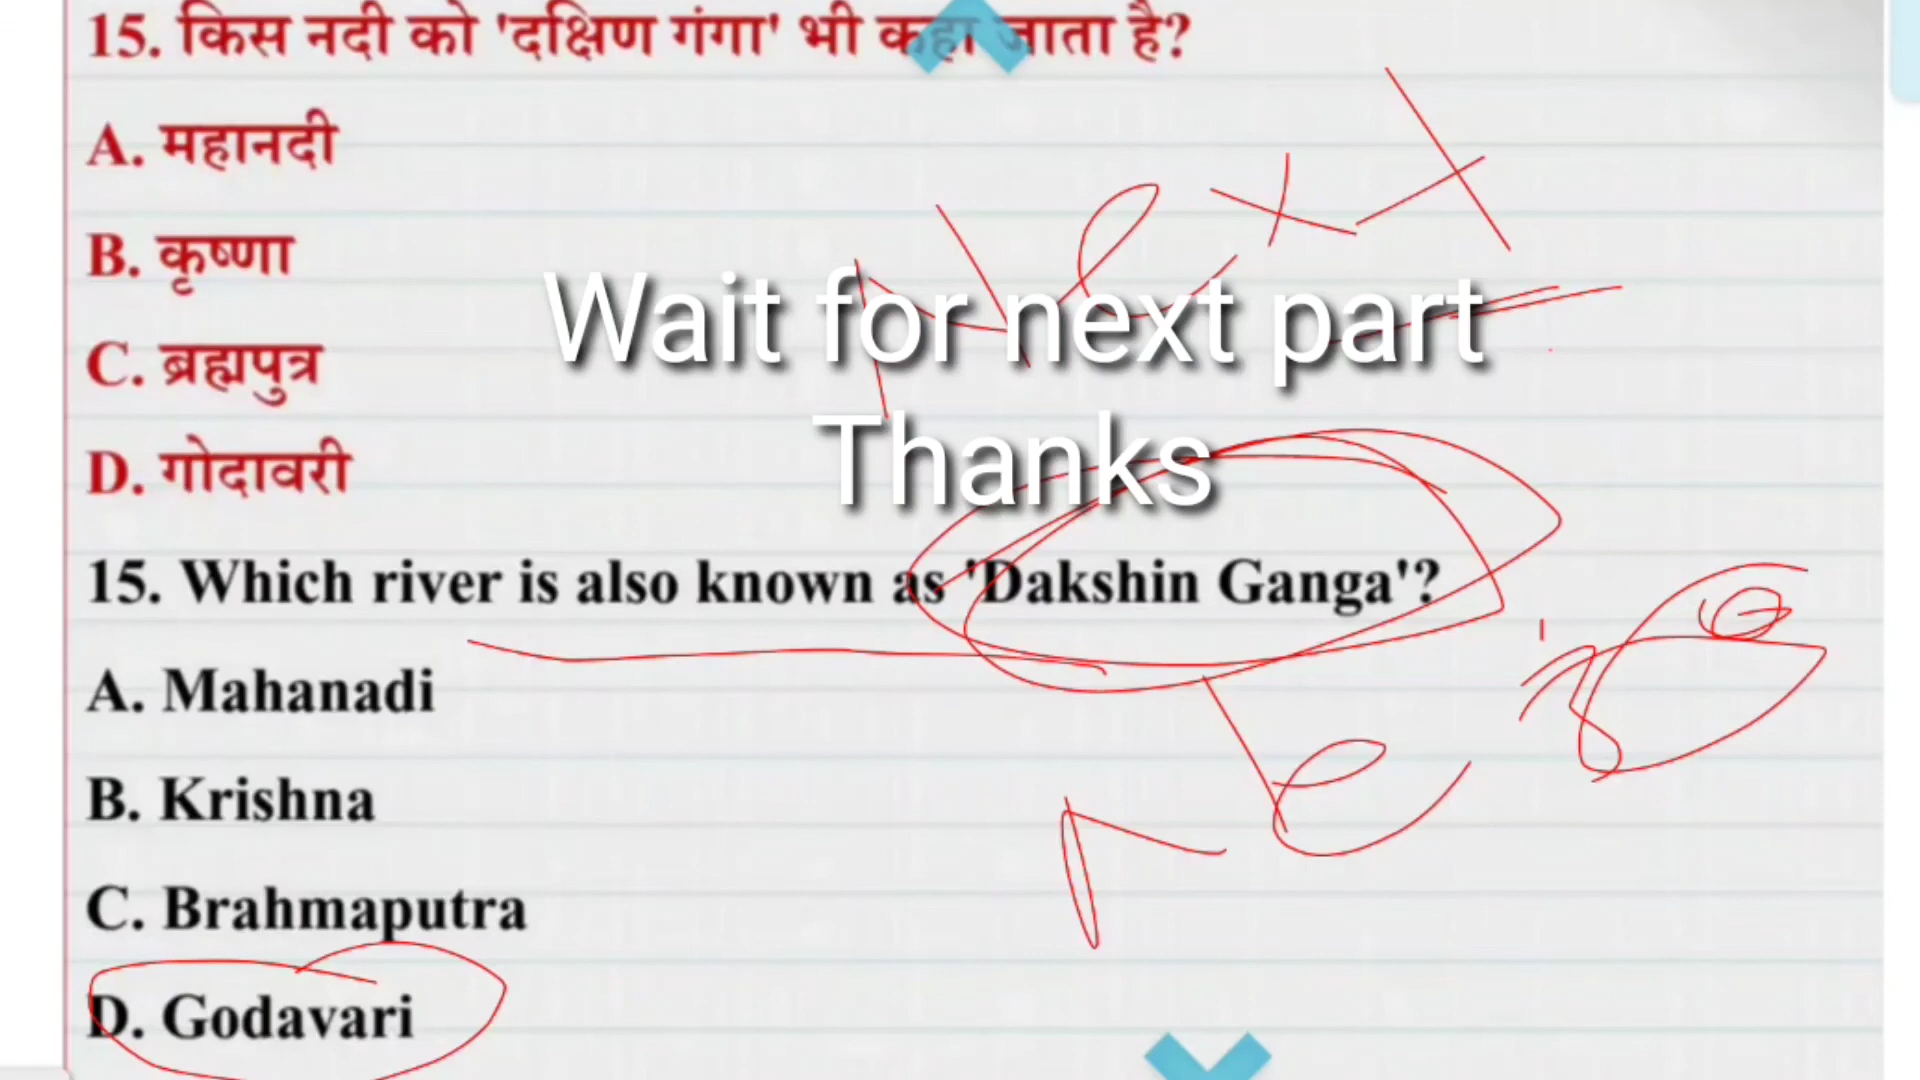 15. किस नदी को 'दक्षिण गंगा' भी कहा जाता है?
A. महानदी
B. कृष्णा
C. ब्रह्मपुत्र
D. गोदावरी
Next
Wait for next part
Thanks
15. Which river is also known as 'Dakshin Ganga'?
A. Mahanadi
B. Krishna
C. Brahmaputra
D. Godavari